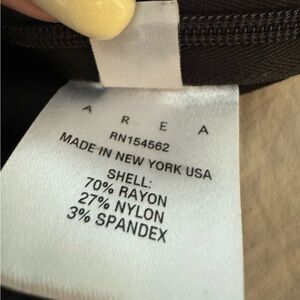 A R E A
RN154562
MADE IN NEW YORK USA
SHELL:
70% RAYON
27% NYLON
3% SPANDEX